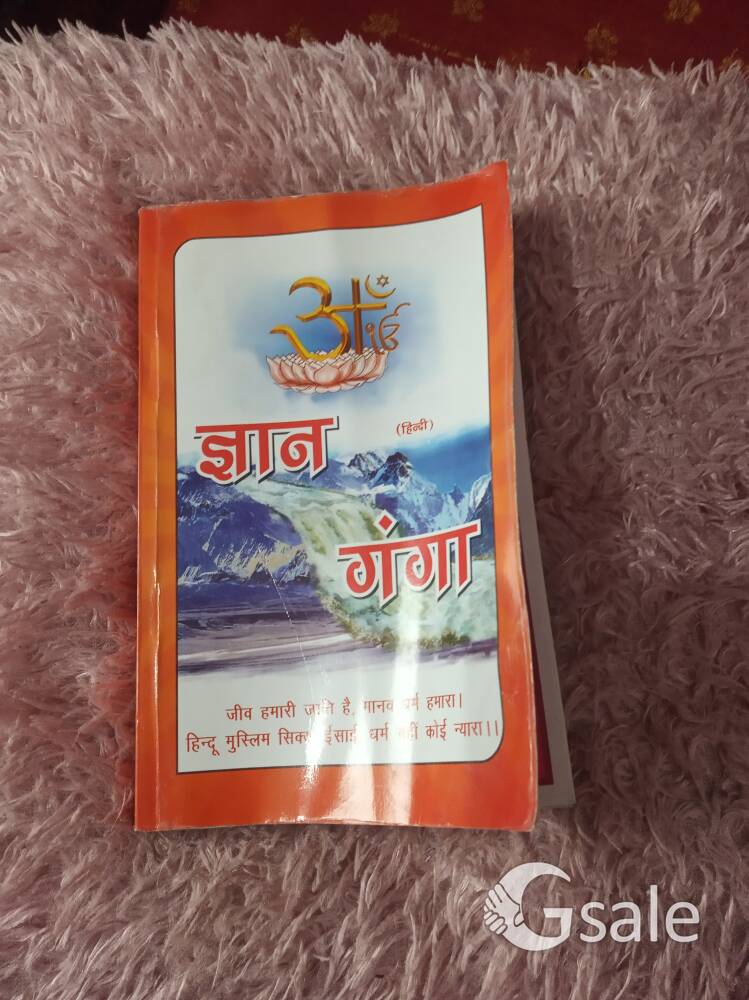 ज्ञान
(हिन्दी)
गंगा
जीव हमारी जाति है, मानव धर्म हमारा।
हिन्दू मुस्लिम सिक्ख ईसाई धर्म नहीं कोई न्यारा।।
Gsale